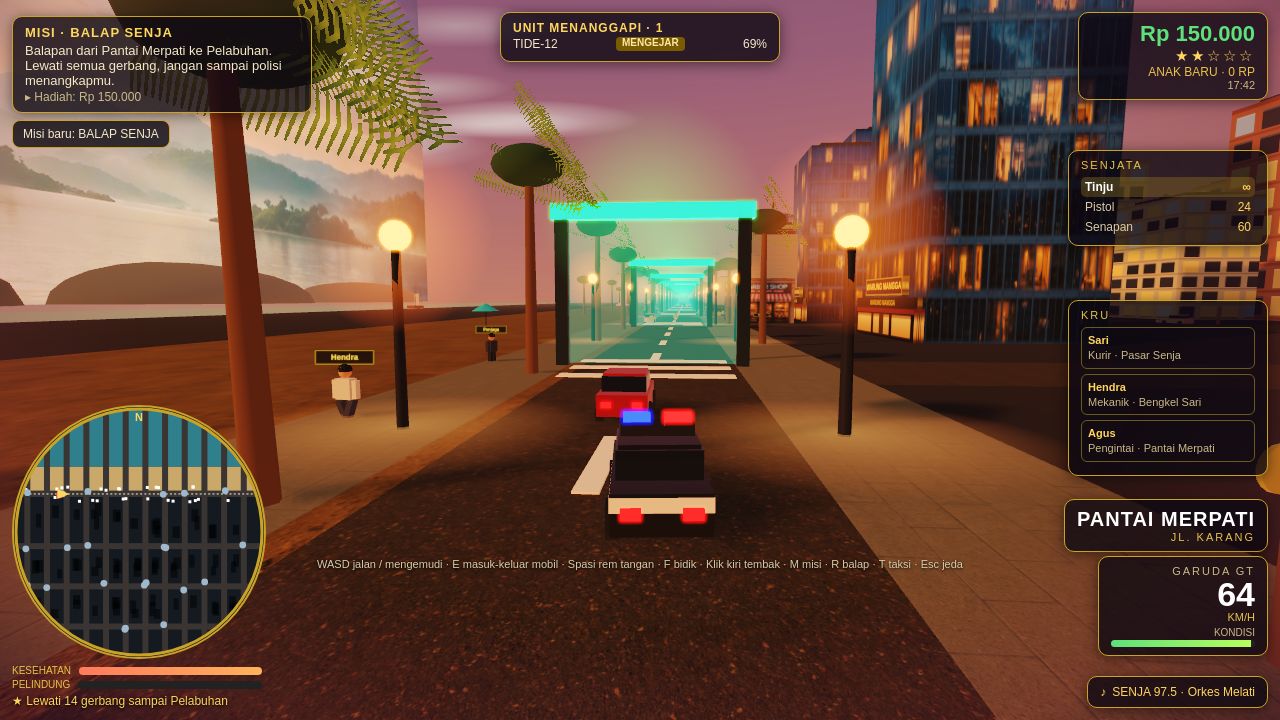 MISI · BALAP SENJA
Balapan dari Pantai Merpati ke Pelabuhan.
Lewati semua gerbang, jangan sampai polisi
menangkapmu.
▸ Hadiah: Rp 150.000
Misi baru: BALAP SENJA
UNIT MENANGGAPI · 1
TIDE-12 MENGEJAR 69%
Rp 150.000
★★☆☆☆
ANAK BARU · 0 RP
17:42
SENJATA
Tinju ∞
Pistol 24
Senapan 60
KRU
Sari
Kurir · Pasar Senja
Hendra
Mekanik · Bengkel Sari
Agus
Pengintai · Pantai Merpati
PANTAI MERPATI
JL. KARANG
GARUDA GT
64
KM/H
KONDISI
♪ SENJA 97.5 · Orkes Melati
Hendra
WARUNG MANGGA
WARUNG MANGGA
WASD jalan / mengemudi · E masuk-keluar mobil · Spasi rem tangan · F bidik · Klik kiri tembak · M misi · R balap · T taksi · Esc jeda
N
KESEHATAN
PELINDUNG
★ Lewati 14 gerbang sampai Pelabuhan